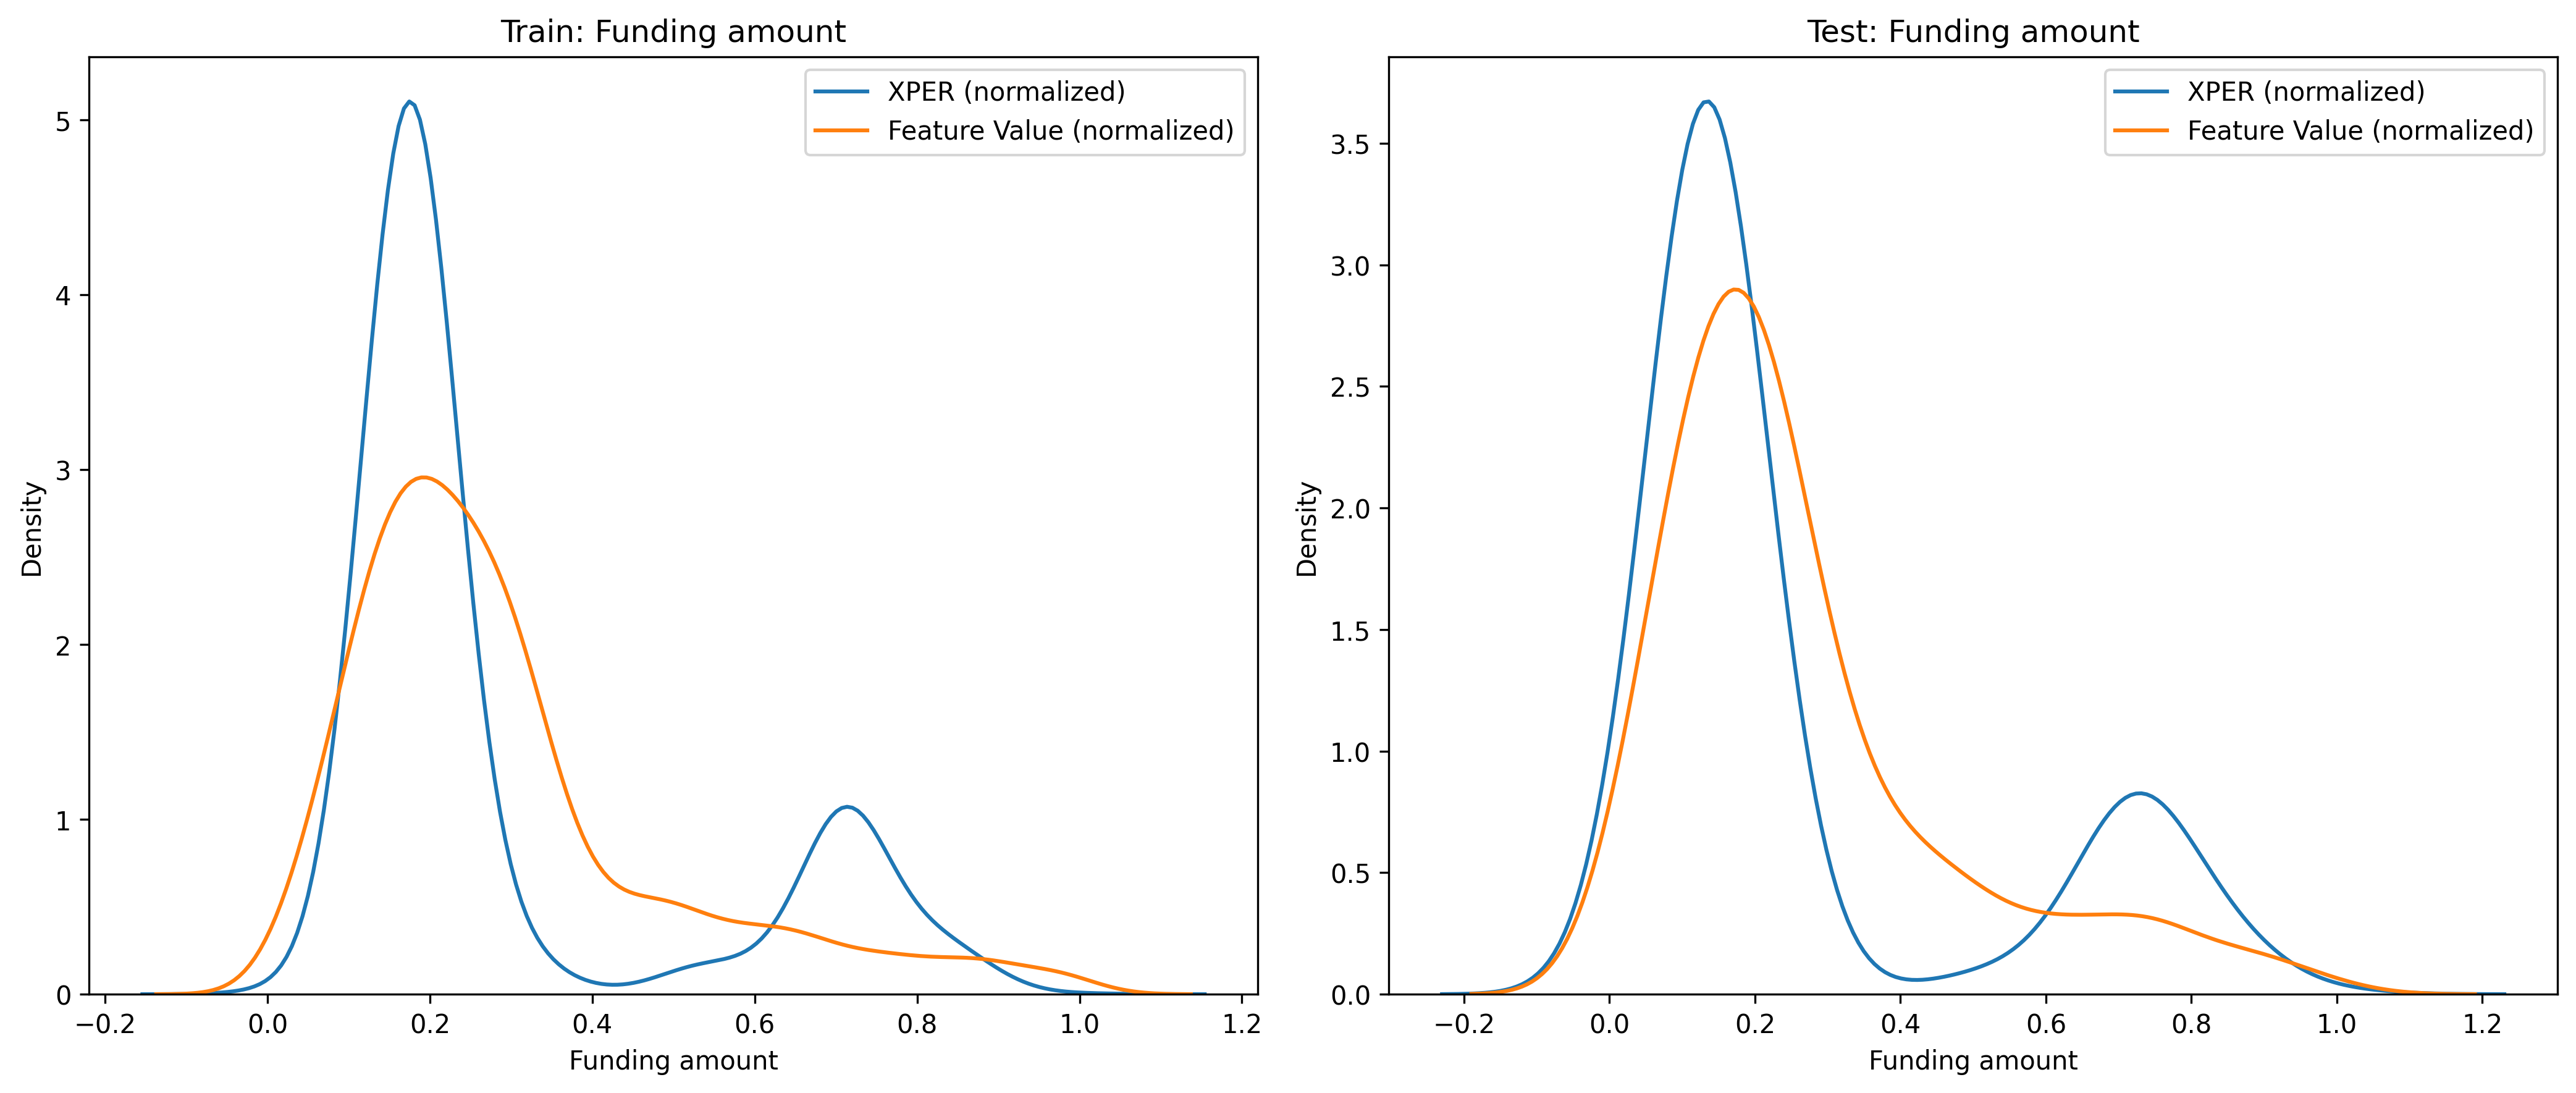 Train: Funding amount
XPER (normalized)
Feature Value (normalized)
Density
5
4
3
2
1
0
−0.2 0.0 0.2 0.4 0.6 0.8 1.0 1.2
Funding amount
Test: Funding amount
XPER (normalized)
Feature Value (normalized)
Density
3.5
3.0
2.5
2.0
1.5
1.0
0.5
0.0
−0.2 0.0 0.2 0.4 0.6 0.8 1.0 1.2
Funding amount